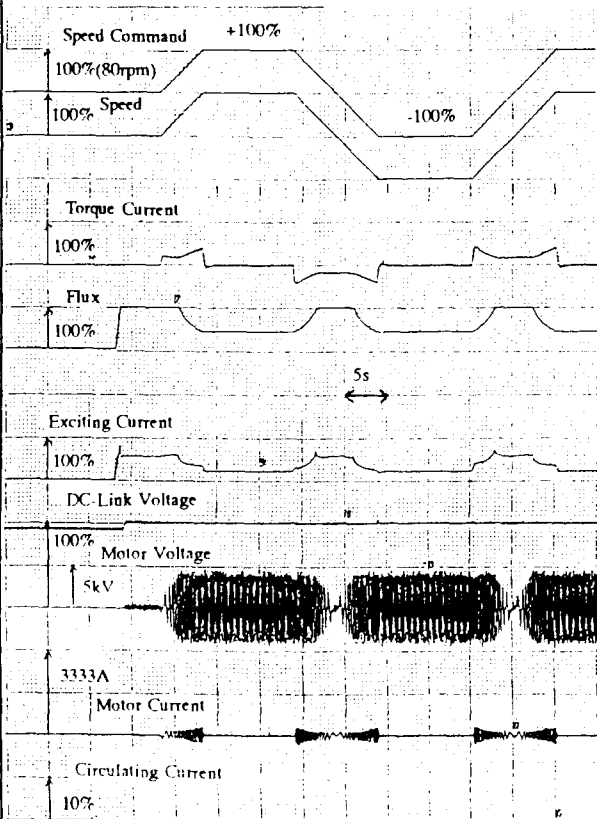 Speed Command +100%
100%(80rpm)
Speed
100%
-100%
Torque Current
100%
Flux
100%
5s
Exciting Current
100%
DC-Link Voltage
100%
Motor Voltage
5kV
3333A
Motor Current
Circulating Current
10%